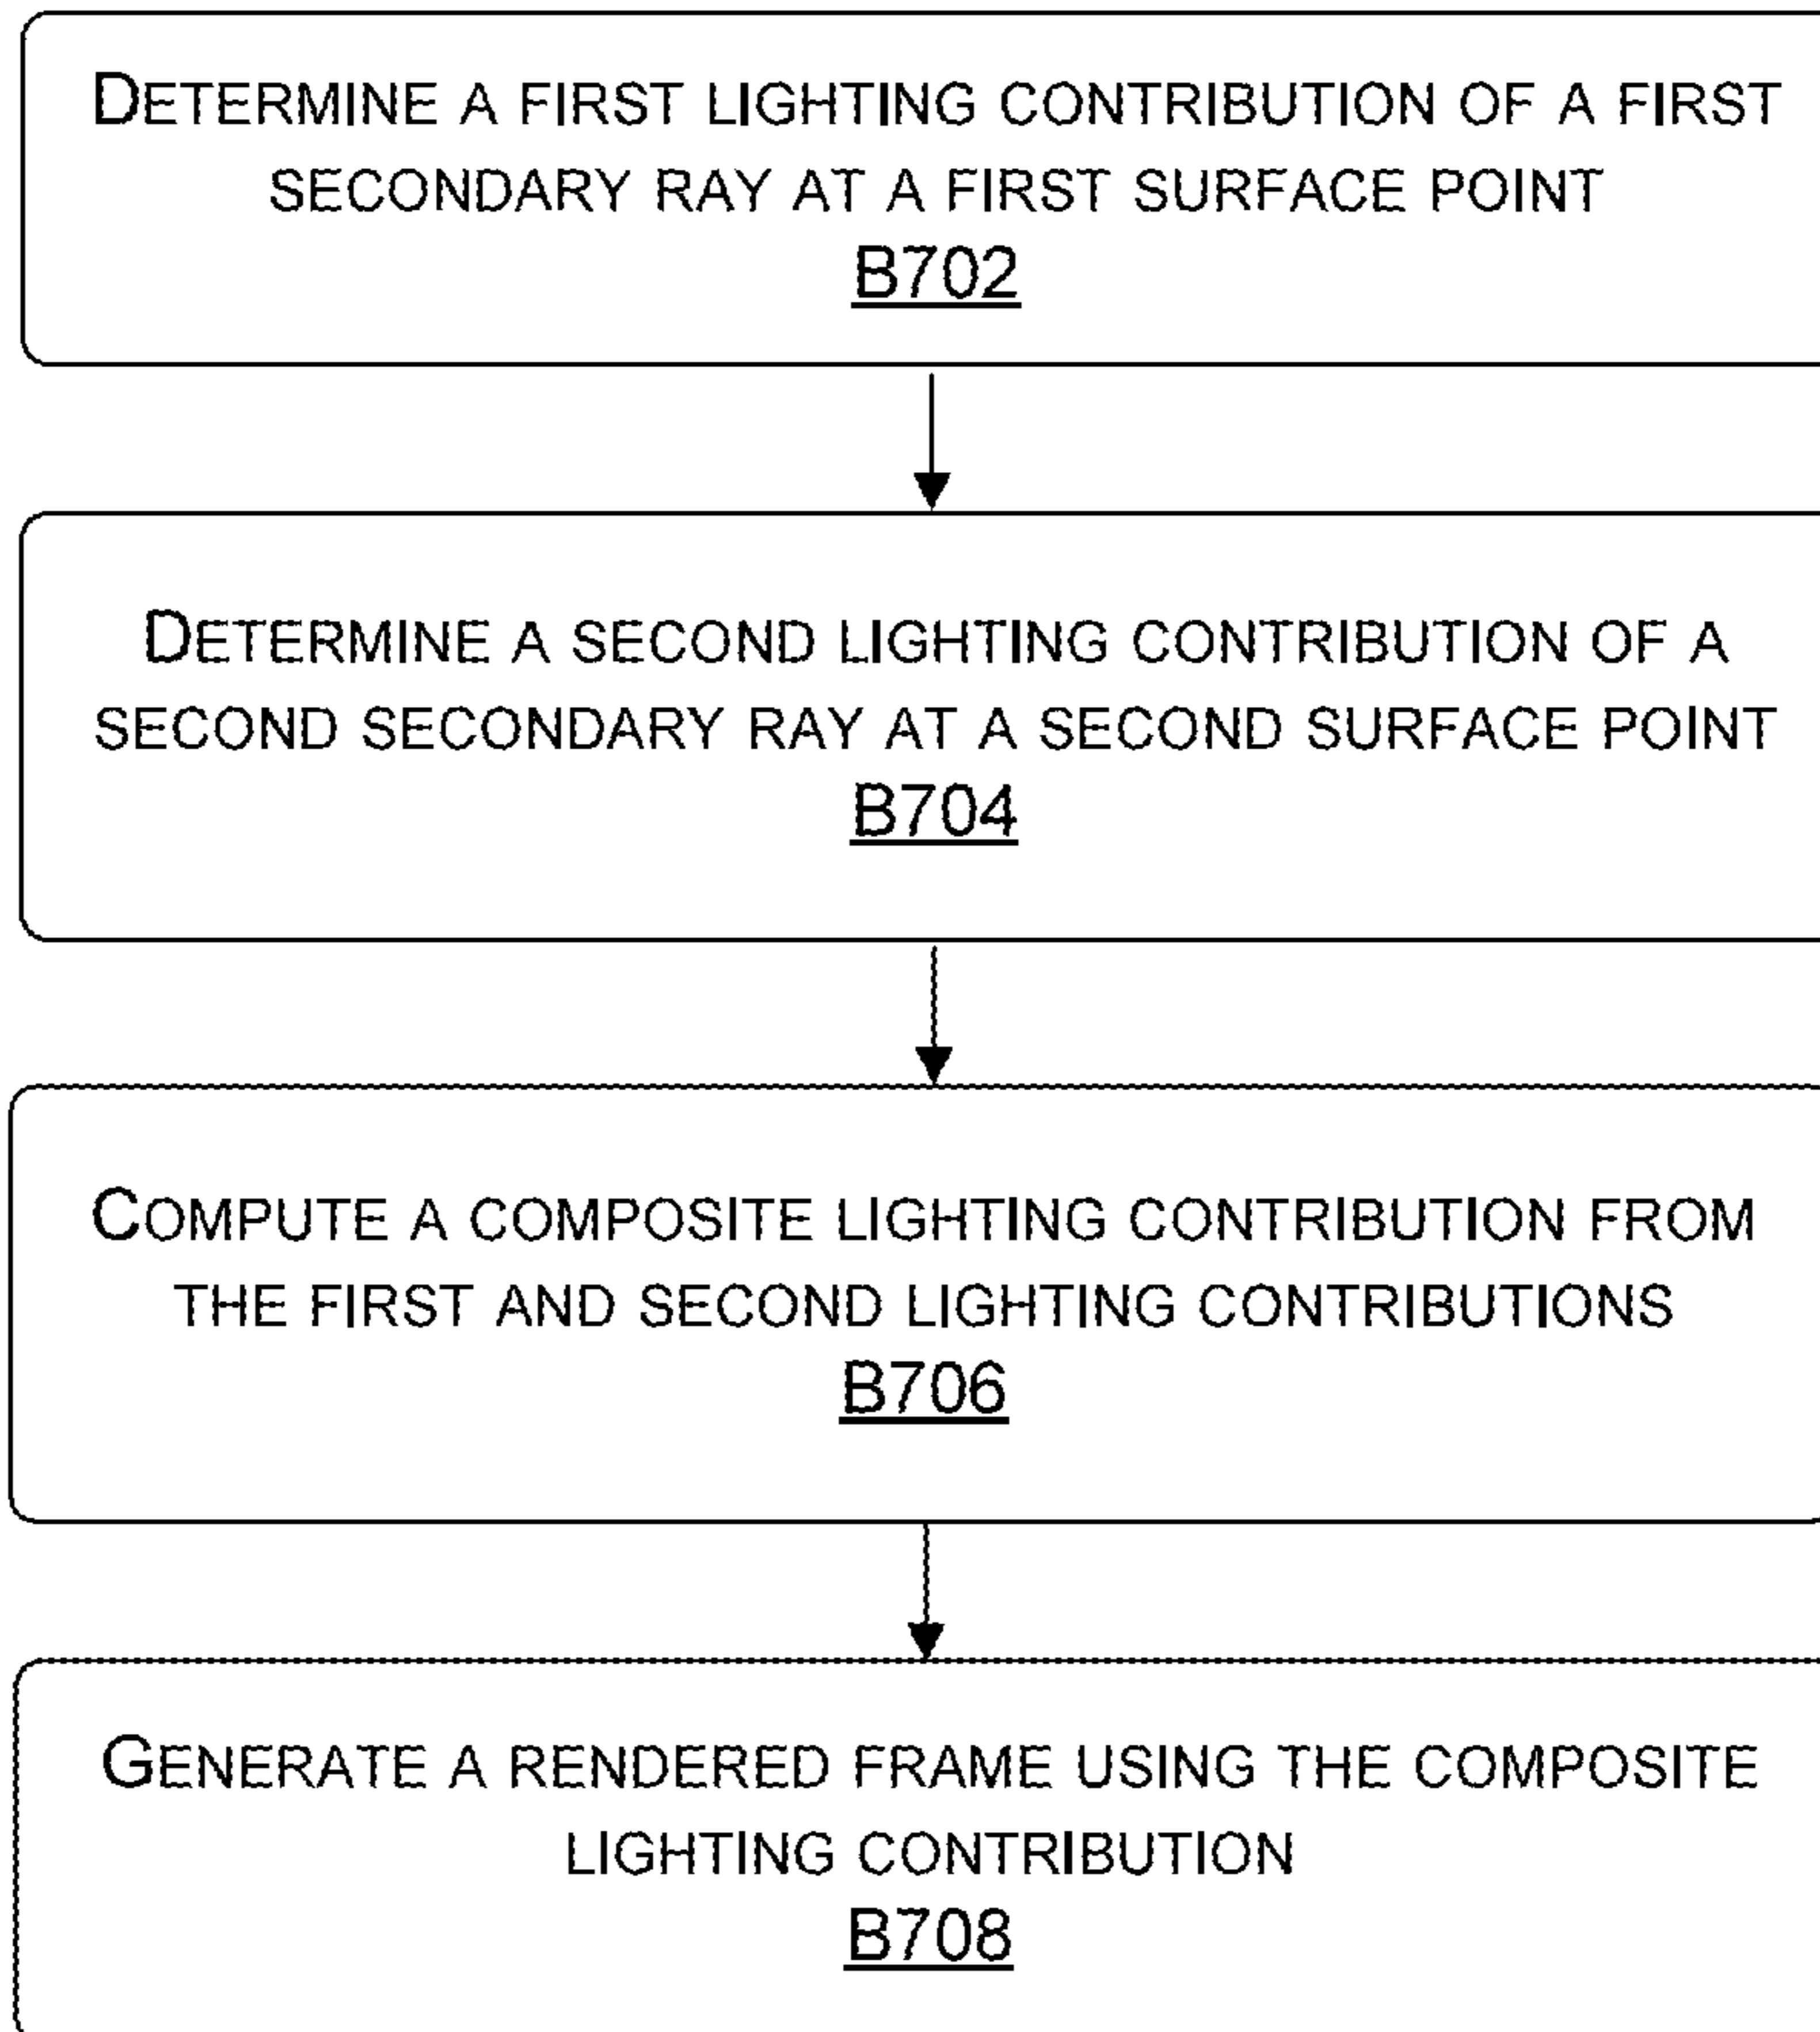 DETERMINE A FIRST LIGHTING CONTRIBUTION OF A FIRST
SECONDARY RAY AT A FIRST SURFACE POINT
B702
DETERMINE A SECOND LIGHTING CONTRIBUTION OF A
SECOND SECONDARY RAY AT A SECOND SURFACE POINT
B704
COMPUTE A COMPOSITE LIGHTING CONTRIBUTION FROM
THE FIRST AND SECOND LIGHTING CONTRIBUTIONS
B706
GENERATE A RENDERED FRAME USING THE COMPOSITE
LIGHTING CONTRIBUTION
B708